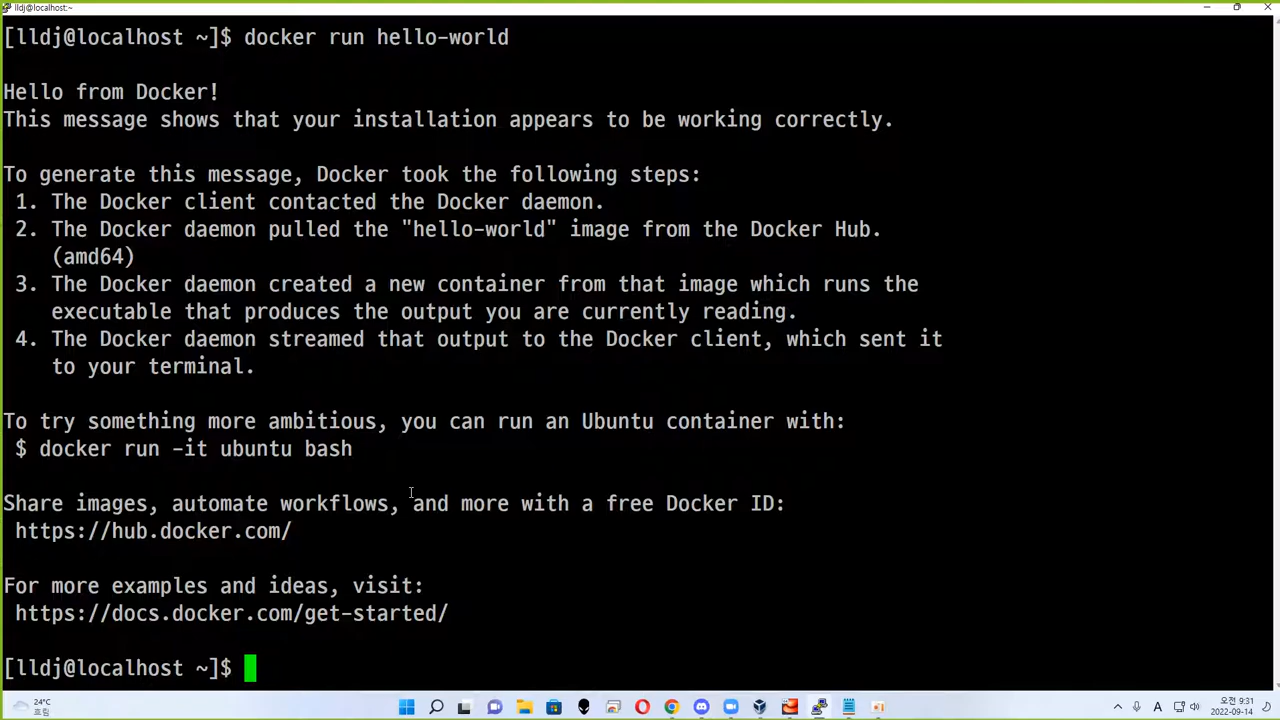 lldj@localhost:~
[lldj@localhost ~]$ docker run hello-world
Hello from Docker!
This message shows that your installation appears to be working correctly.
To generate this message, Docker took the following steps:
1. The Docker client contacted the Docker daemon.
2. The Docker daemon pulled the "hello-world" image from the Docker Hub.
(amd64)
3. The Docker daemon created a new container from that image which runs the
executable that produces the output you are currently reading.
4. The Docker daemon streamed that output to the Docker client, which sent it
to your terminal.
To try something more ambitious, you can run an Ubuntu container with:
$ docker run -it ubuntu bash
Share images, automate workflows, and more with a free Docker ID:
https://hub.docker.com/
For more examples and ideas, visit:
https://docs.docker.com/get-started/
[lldj@localhost ~]$
24°C
흐림
A
오전 9:31
2022-09-14